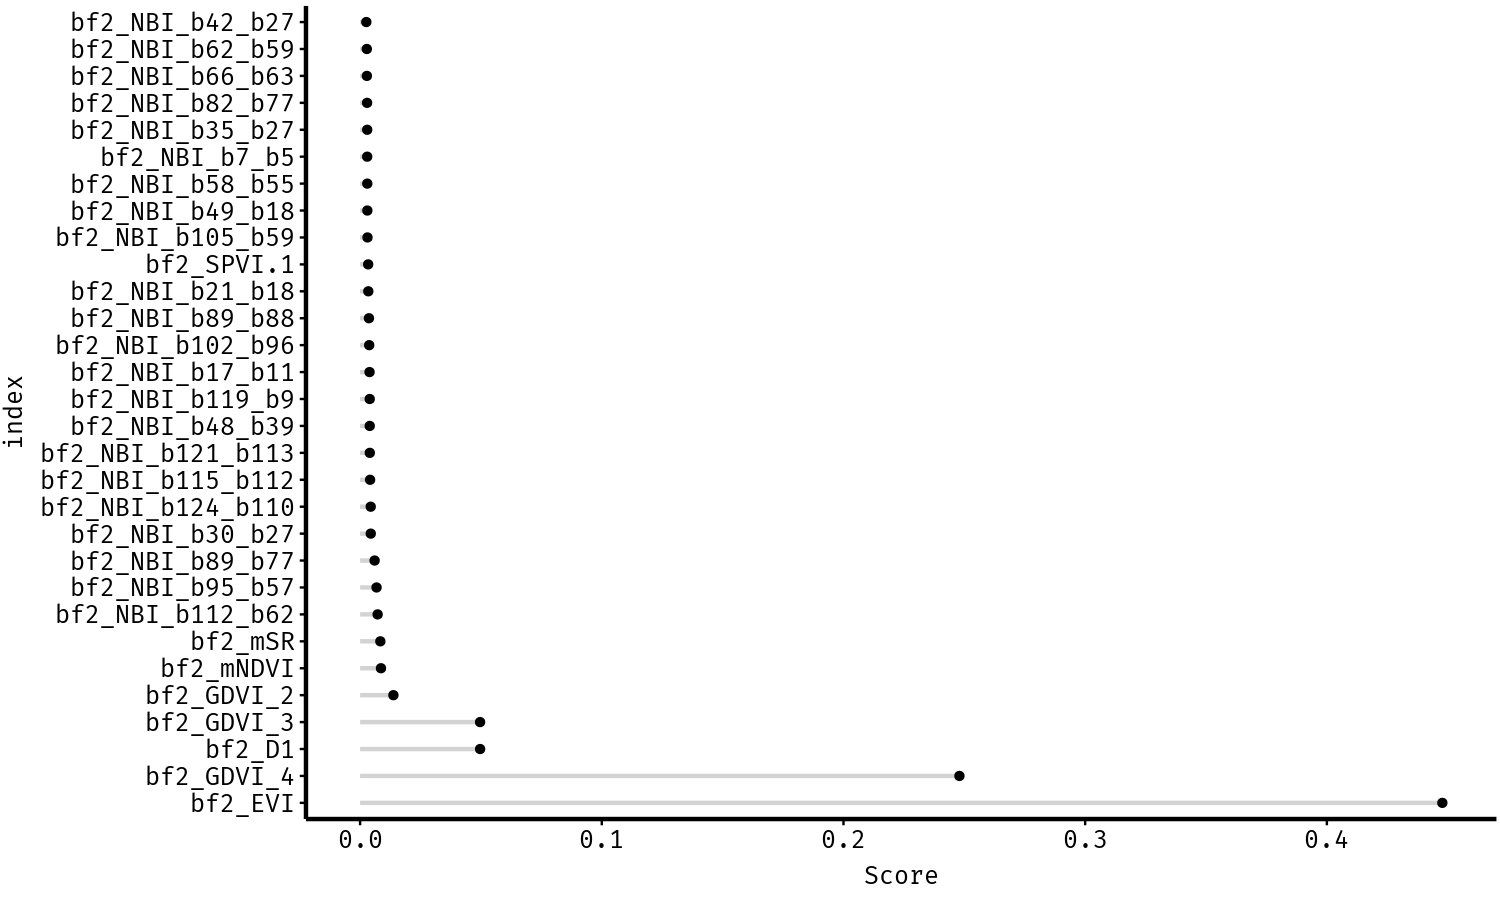 bf2_NBI_b42_b27
bf2_NBI_b62_b59
bf2_NBI_b66_b63
bf2_NBI_b82_b77
bf2_NBI_b35_b27
bf2_NBI_b7_b5
bf2_NBI_b58_b55
bf2_NBI_b49_b18
bf2_NBI_b105_b59
bf2_SPVI.1
bf2_NBI_b21_b18
bf2_NBI_b89_b88
bf2_NBI_b102_b96
bf2_NBI_b17_b11
bf2_NBI_b119_b9
bf2_NBI_b48_b39
bf2_NBI_b121_b113
bf2_NBI_b115_b112
bf2_NBI_b124_b110
bf2_NBI_b30_b27
bf2_NBI_b89_b77
bf2_NBI_b95_b57
bf2_NBI_b112_b62
bf2_mSR
bf2_mNDVI
bf2_GDVI_2
bf2_GDVI_3
bf2_D1
bf2_GDVI_4
bf2_EVI
index
0.0 0.1 0.2 0.3 0.4
Score